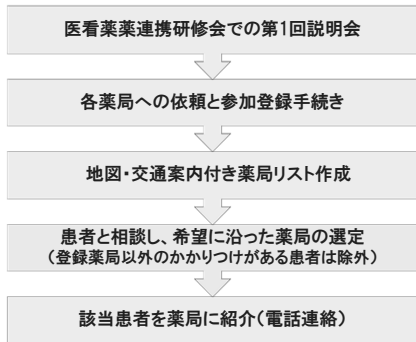 医看薬薬連携研修会での第1回説明会
各薬局への依頼と参加登録手続き
地図・交通案内付き薬局リスト作成
患者と相談し、希望に沿った薬局の選定
（登録薬局以外のかかりつけがある患者は除外）
該当患者を薬局に紹介（電話連絡）